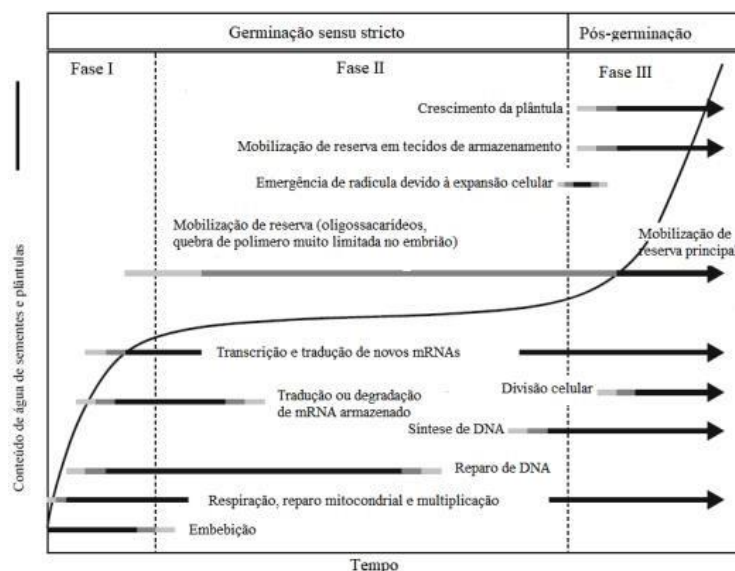 Germinação sensu stricto
Pós-germinação
Fase I
Fase II
Fase III
Crescimento da plântula
Mobilização de reserva em tecidos de armazenamento
Emergência de radícula devido à expansão celular
Mobilização de reserva (oligossacarídeos,
quebra de polímero muito limitada no embrião)
Mobilização de
reserva principal
Transcrição e tradução de novos mRNAs
Tradução ou degradação
de mRNA armazenado
Divisão celular
Síntese de DNA
Reparo de DNA
Respiração, reparo mitocondrial e multiplicação
Embebição
Conteúdo de água de sementes e plântulas
Tempo